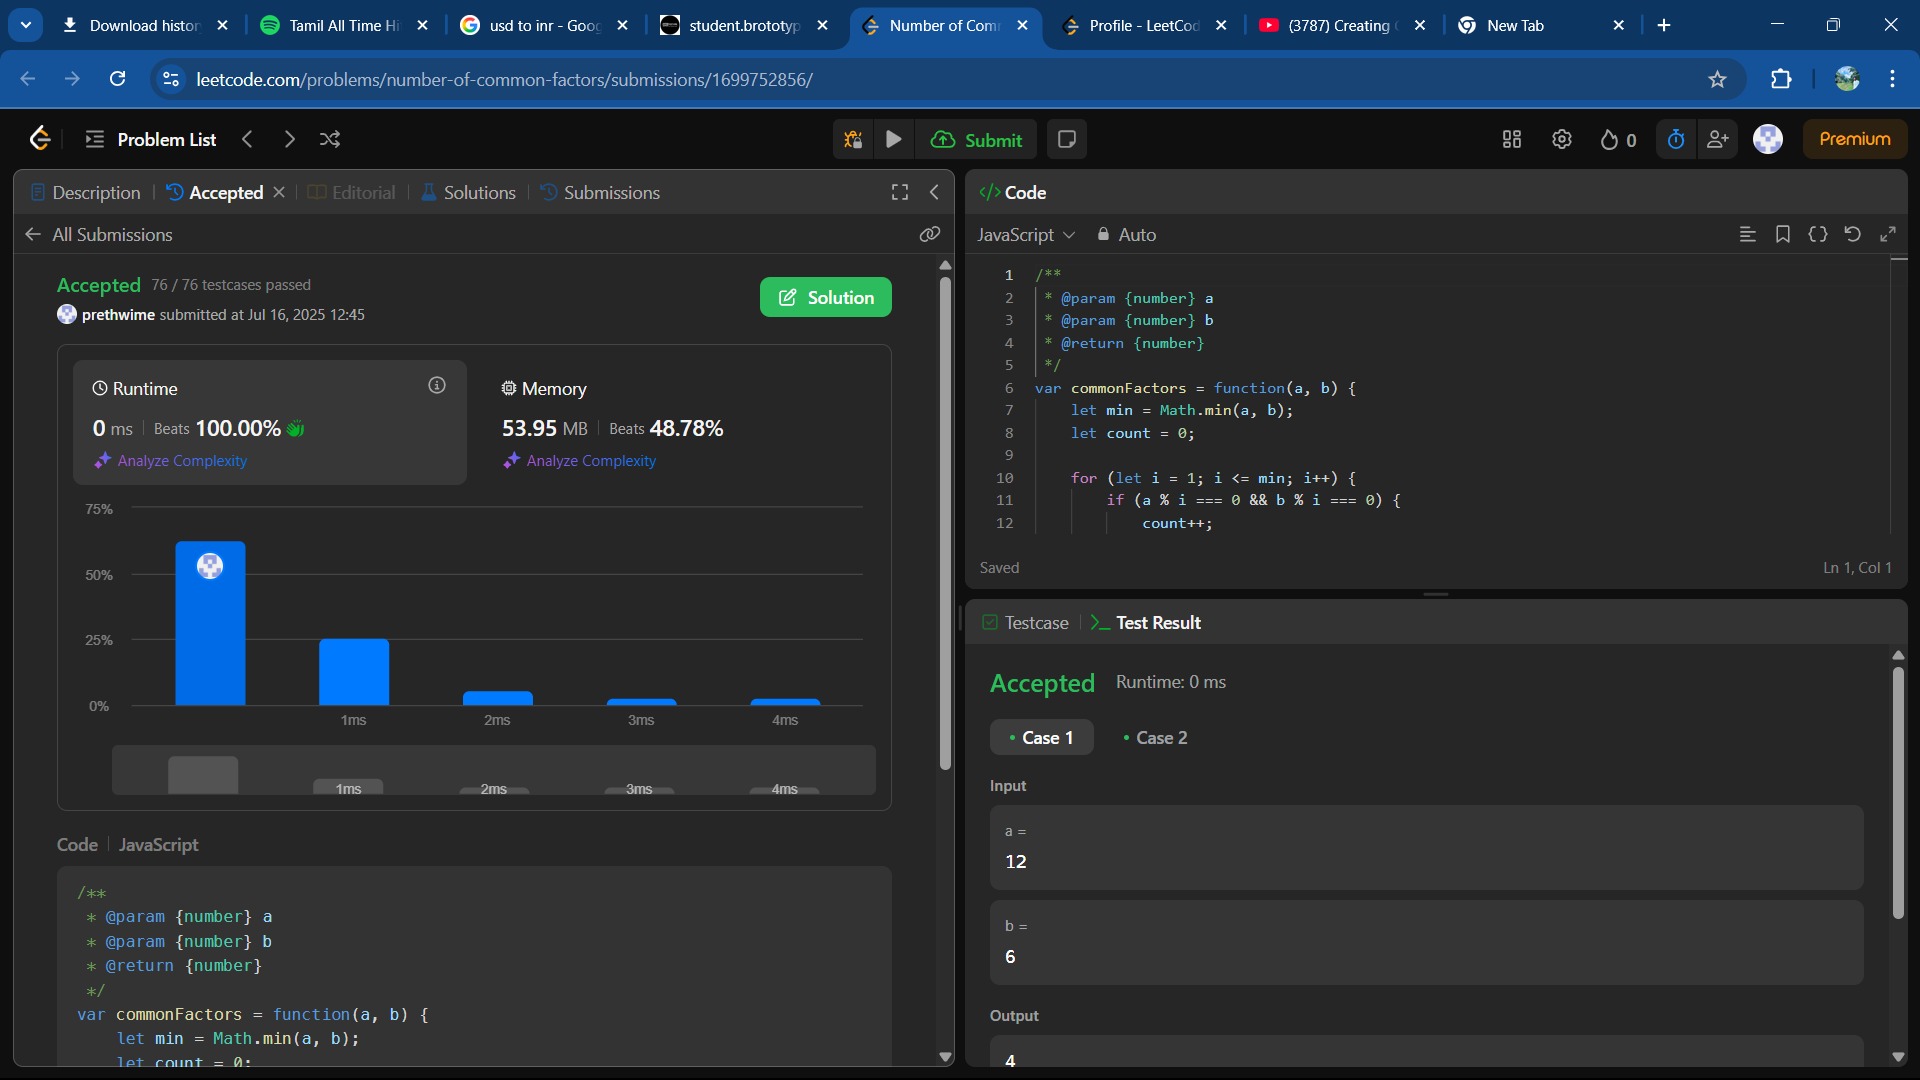 Download histor
Tamil All Time Hi
usd to inr - Goog
student.brototyp
Number of Com
Profile - LeetCod
(3787) Creating
New Tab
leetcode.com/problems/number-of-common-factors/submissions/1699752856/
Problem List
Submit
0
Premium
Description
Accepted
Editorial
Solutions
Submissions
All Submissions
Accepted 76 / 76 testcases passed
prethwime submitted at Jul 16, 2025 12:45
Solution
Runtime
0 ms Beats 100.00%
Analyze Complexity
Memory
53.95 MB Beats 48.78%
Analyze Complexity
75%
50%
25%
0%
1ms 2ms 3ms 4ms
1ms 2ms 3ms 4ms
Code JavaScript
/**
* @param {number} a
* @param {number} b
* @return {number}
*/
var commonFactors = function(a, b) {
let min = Math.min(a, b);
let count = 0;
</> Code
JavaScript Auto
1 /**
2 * @param {number} a
3 * @param {number} b
4 * @return {number}
5 */
6 var commonFactors = function(a, b) {
7 let min = Math.min(a, b);
8 let count = 0;
9
10 for (let i = 1; i <= min; i++) {
11 if (a % i === 0 && b % i === 0) {
12 count++;
Saved
Ln 1, Col 1
Testcase
Test Result
Accepted Runtime: 0 ms
Case 1
Case 2
Input
a =
12
b =
6
Output
4